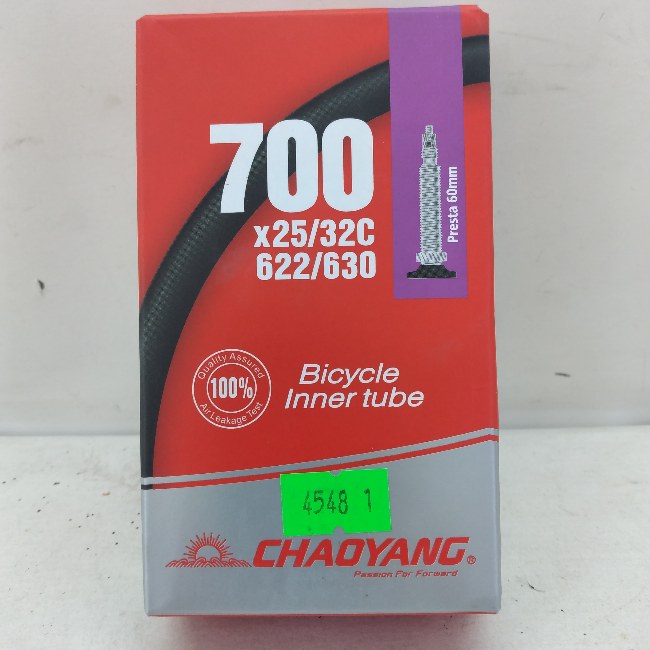 700
x25/32C
622/630
Presta 60mm
Quality Assured
100%
Air Leakage Test
Bicycle
Inner tube
4548 1
CHAOYANG®
Passion For Forward